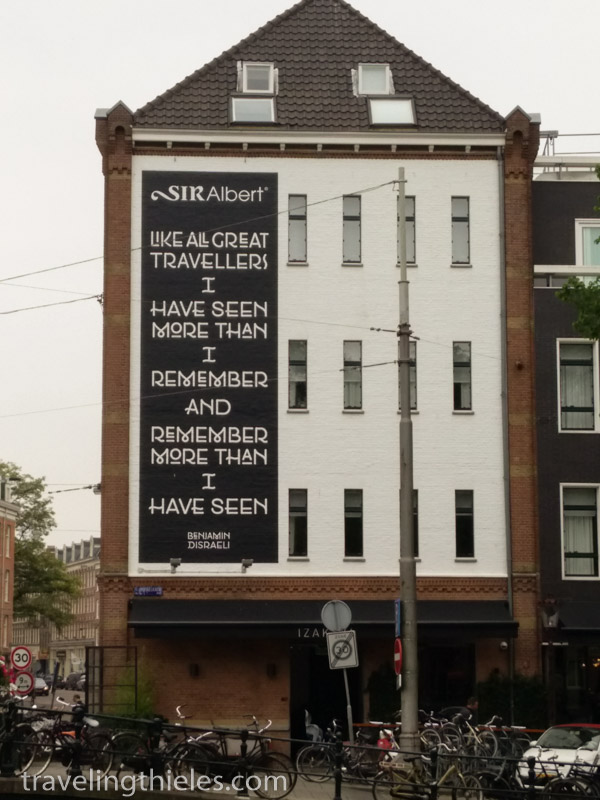 SIR Albert®
LIKE ALL GREAT
TRAVELLERS
I
HAVE SEEN
MORE THAN
I
REMEMBER
AND
REMEMBER
MORE THAN
I
HAVE SEEN
BENJAMIN
DISRAELI
30
30
travelingthieles.com